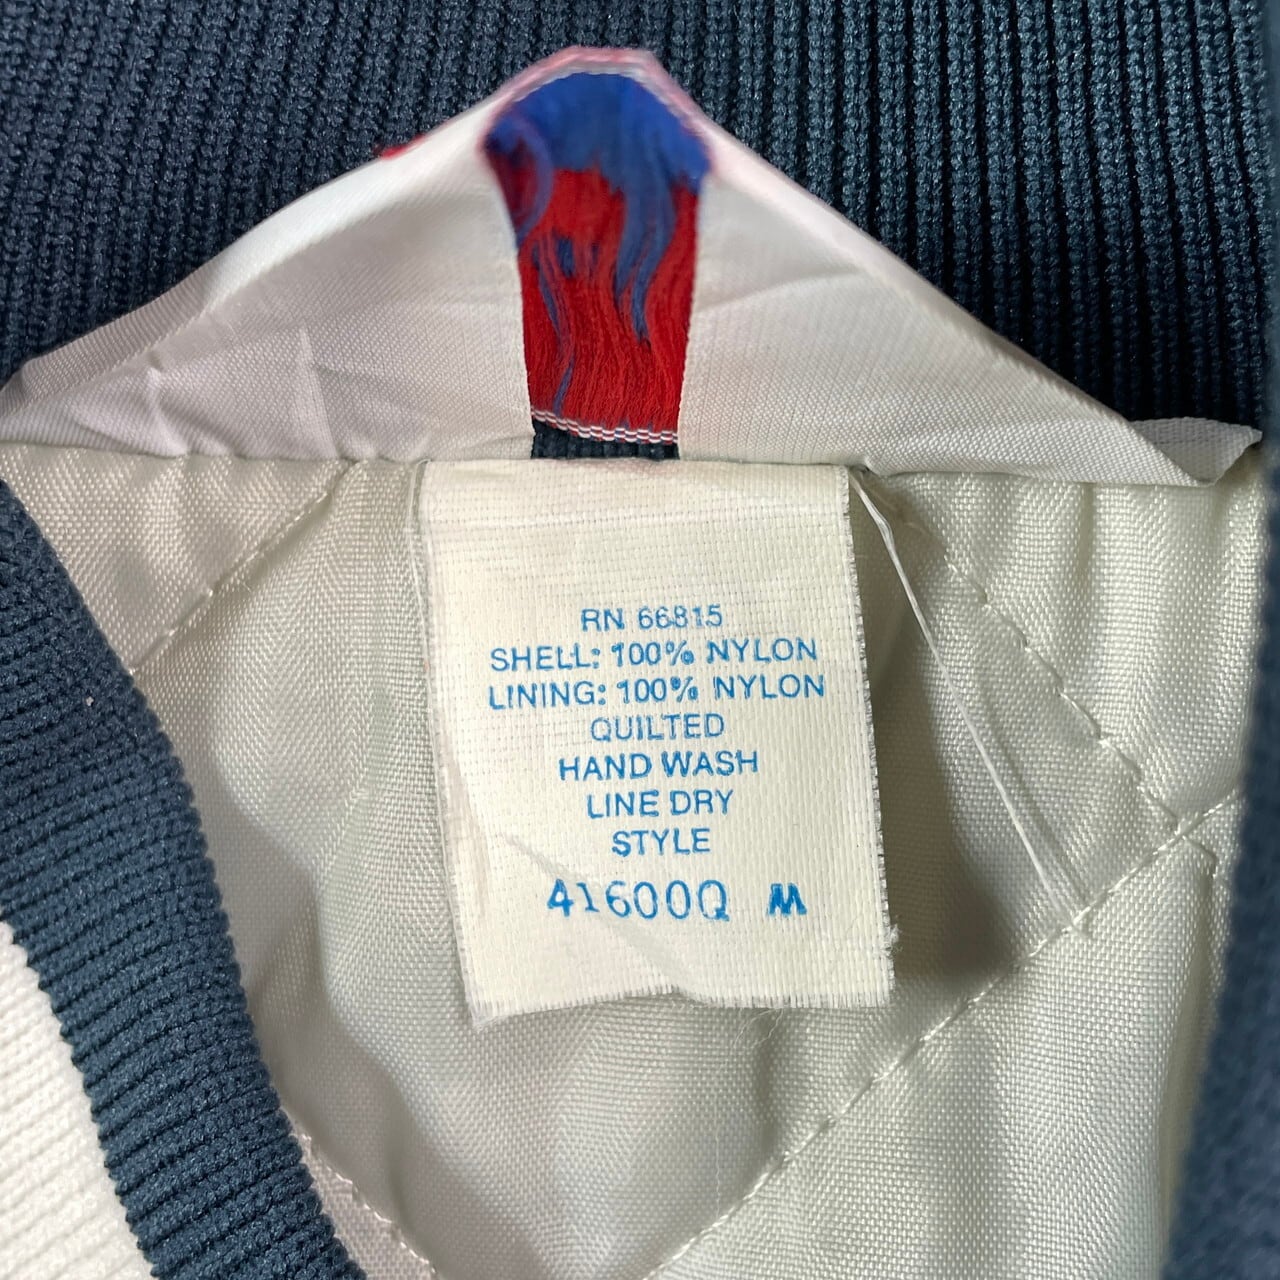 RN 66815
SHELL: 100% NYLON
LINING: 100% NYLON
QUILTED
HAND WASH
LINE DRY
STYLE
41600Q M